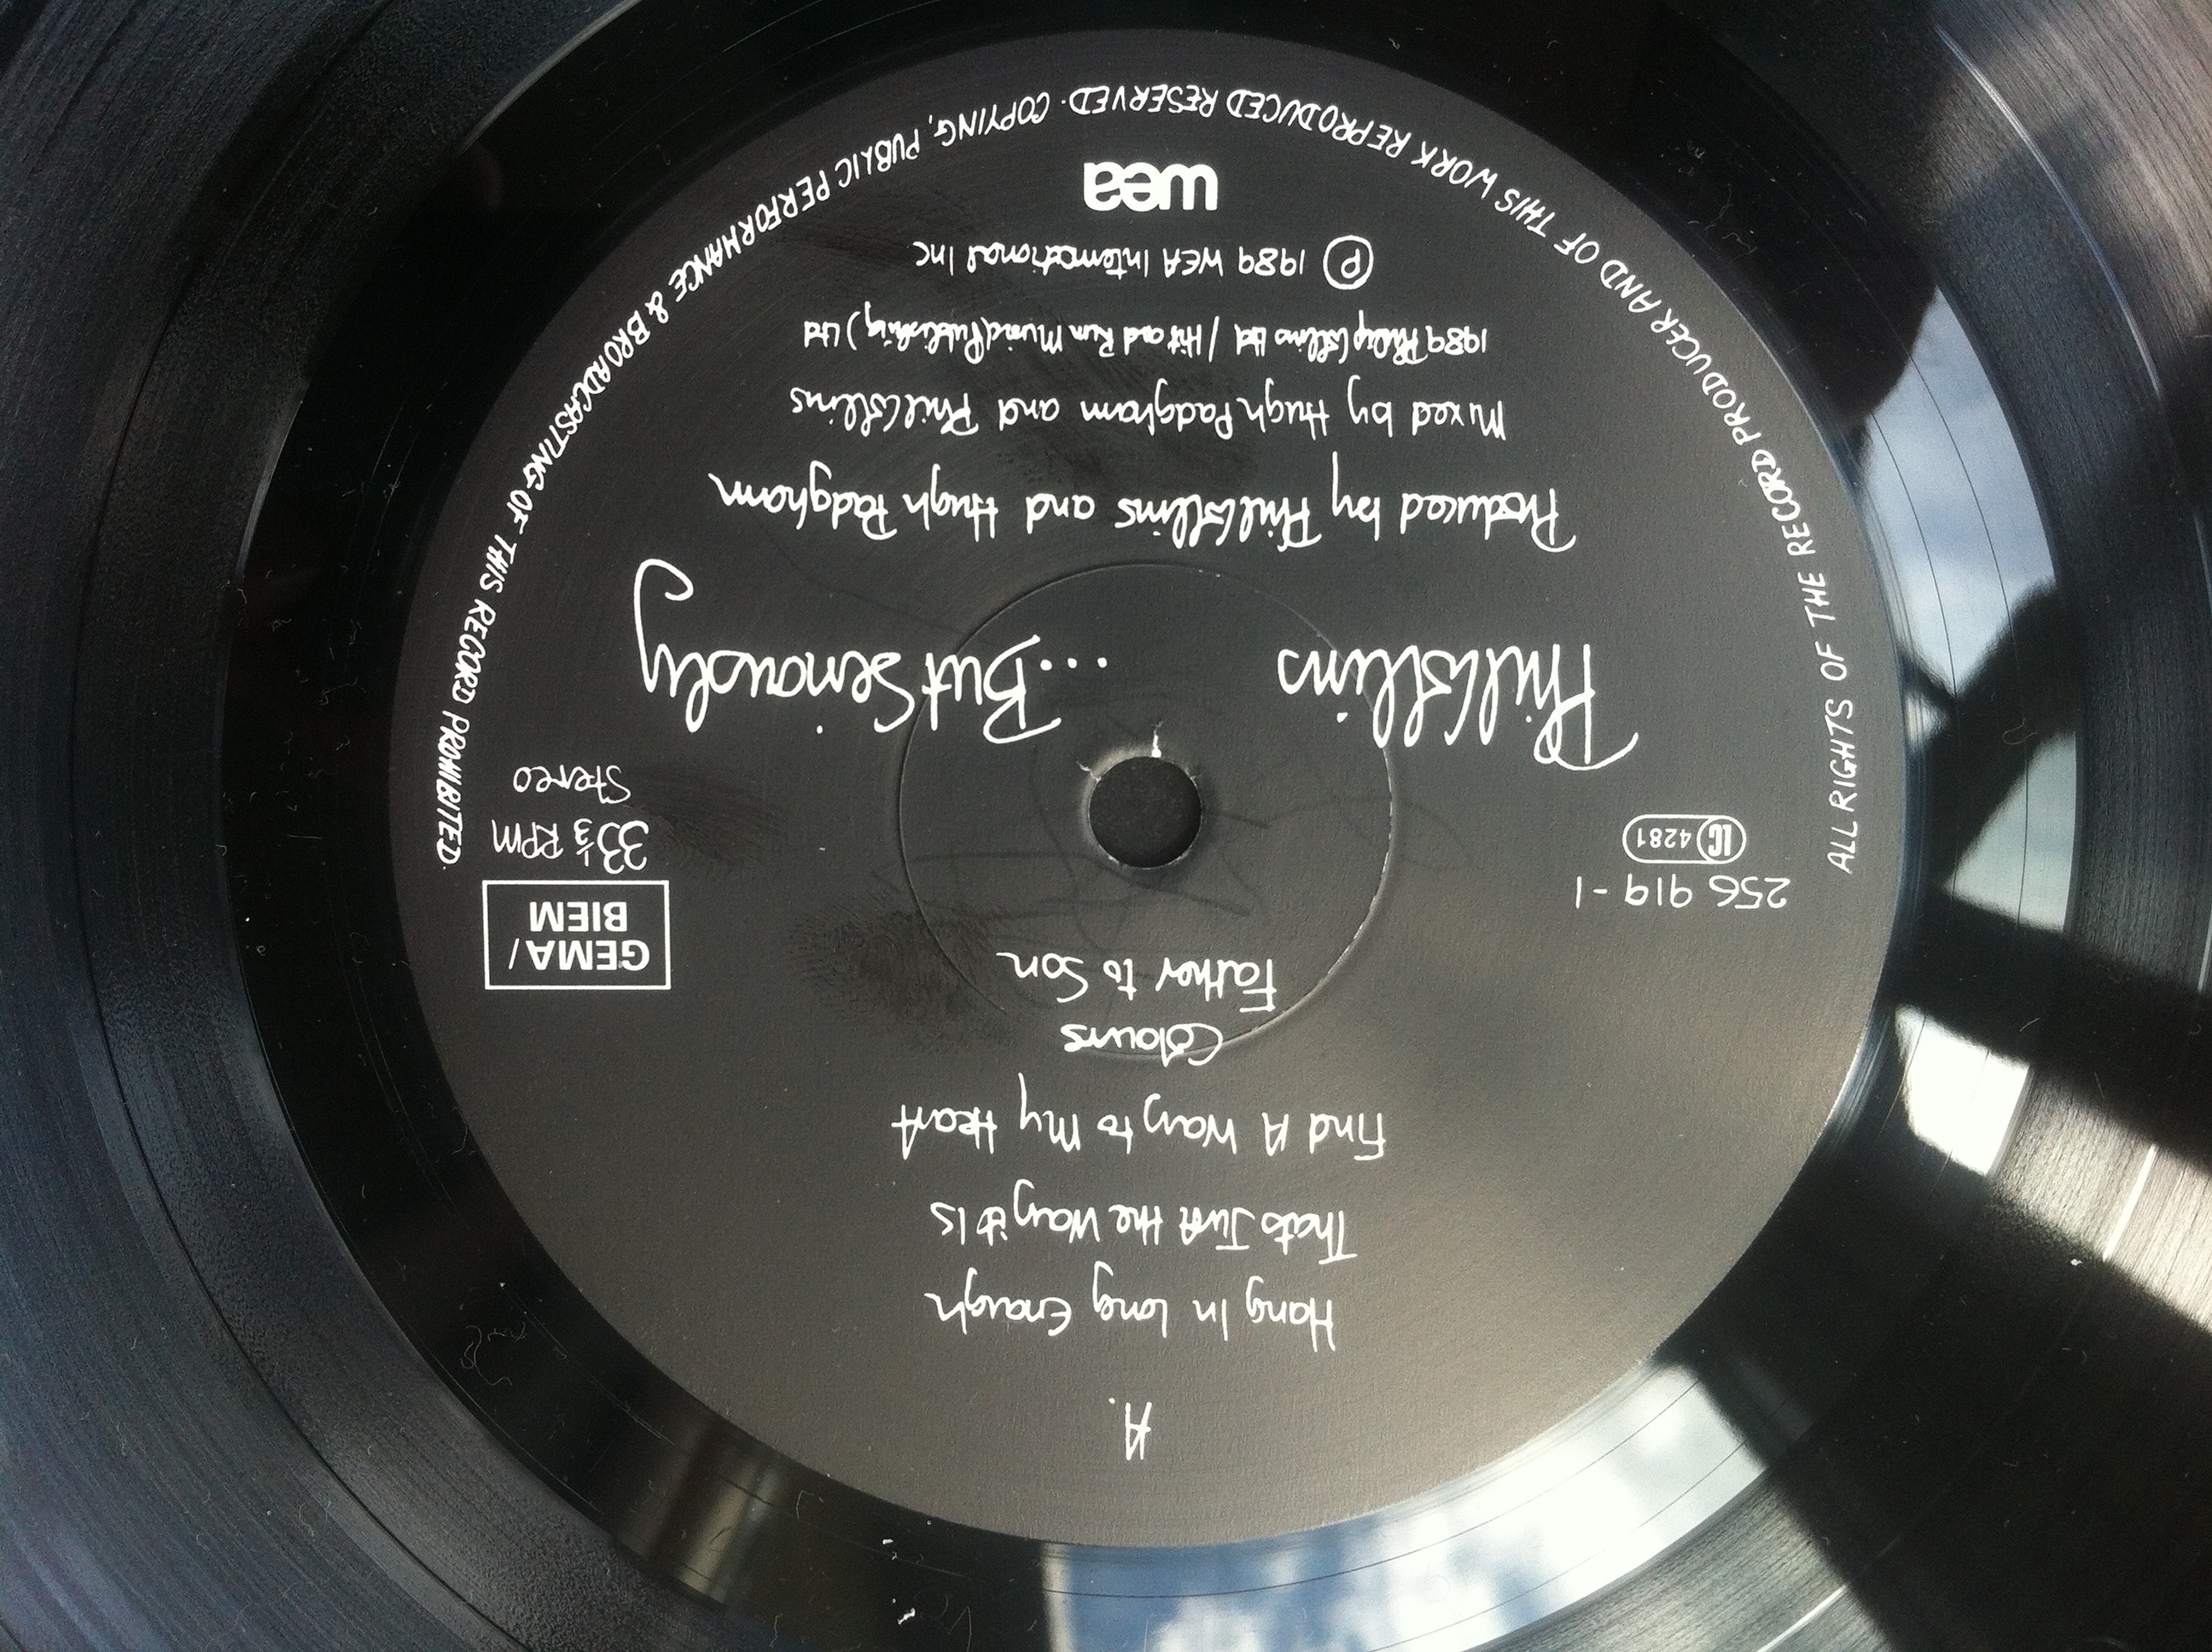 A.
Hang In Long Enough
Thats Just the Way it Is
Find A Way to My Heart
Colours
Father to Son
256 919 - 1
LC 4281
GEMA/
BIEM
33⅓ RPM
Stereo
Phil Collins ...But Seriously
Produced by Phil Collins and Hugh Padgham
Mixed by Hugh Padgham and Phil Collins
1989 Philip Collins Ltd / Hit and Run Music (Publishing) Ltd
℗ 1989 WEA International Inc
wea
ALL RIGHTS OF THE RECORD PRODUCER AND OF THIS WORK REPRODUCED RESERVED· COPYING, PUBLIC PERFORMANCE & BROADCASTING OF THIS RECORD PROHIBITED.